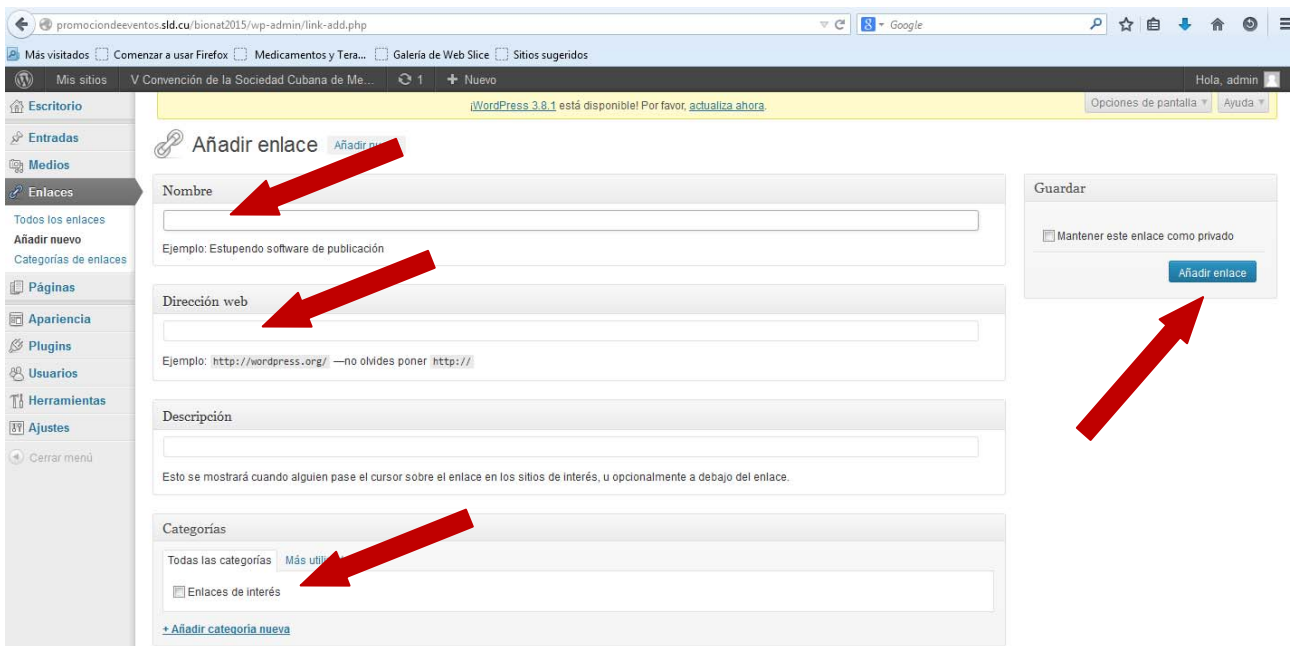 promociondeeventos.sld.cu/bionat2015/wp-admin/link-add.php
Google
Más visitados Comenzar a usar Firefox Medicamentos y Tera... Galería de Web Slice Sitios sugeridos
Mis sitios V Convención de la Sociedad Cubana de Me... 1 + Nuevo Hola, admin
¡WordPress 3.8.1 está disponible! Por favor, actualiza ahora.
Opciones de pantalla Ayuda
Escritorio
Entradas
Medios
Enlaces
Todos los enlaces
Añadir nuevo
Categorías de enlaces
Páginas
Apariencia
Plugins
Usuarios
Herramientas
Ajustes
Cerrar menú
Añadir enlace Añadir
Nombre
Ejemplo: Estupendo software de publicación
Dirección web
Ejemplo: http://wordpress.org/ —no olvides poner http://
Descripción
Esto se mostrará cuando alguien pase el cursor sobre el enlace en los sitios de interés, u opcionalmente a debajo del enlace.
Categorías
Todas las categorías Más
Enlaces de interés
+ Añadir categoría nueva
Guardar
Mantener este enlace como privado
Añadir enlace